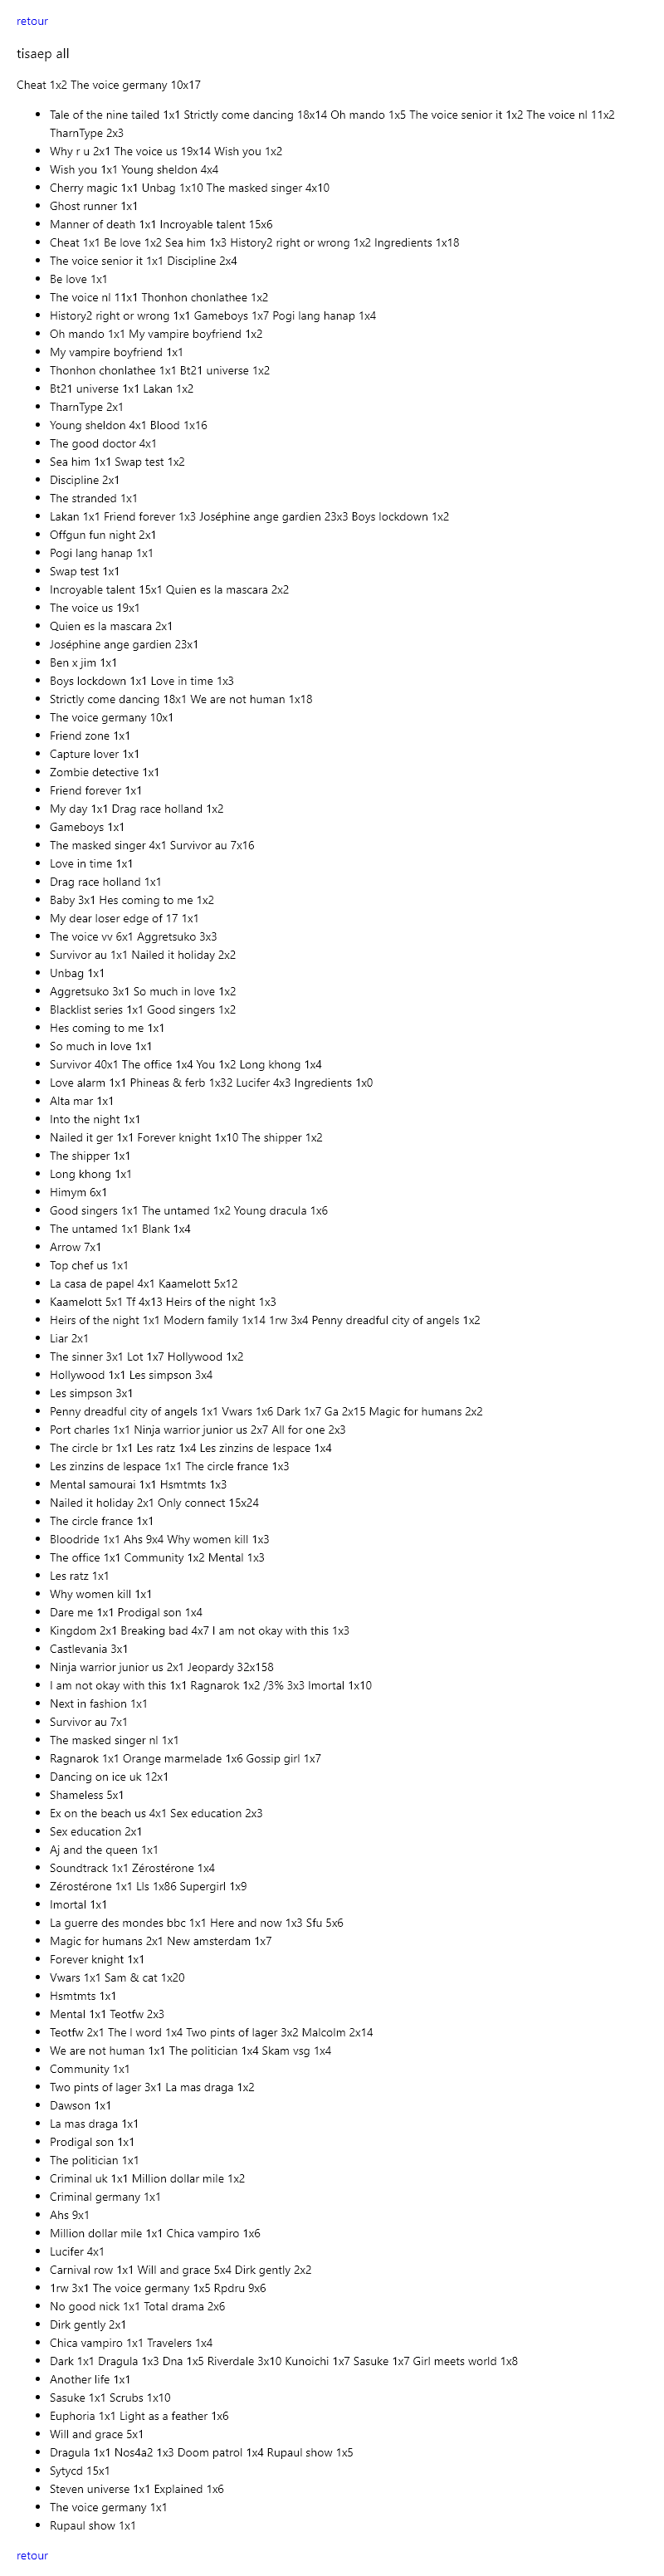 retour
tisaep all
Cheat 1x2 The voice germany 10x17
Tale of the nine tailed 1x1 Strictly come dancing 18x14 Oh mando 1x5 The voice senior it 1x2 The voice nl 11x2
TharnType 2x3
Why r u 2x1 The voice us 19x14 Wish you 1x2
Wish you 1x1 Young sheldon 4x4
Cherry magic 1x1 Unbag 1x10 The masked singer 4x10
Ghost runner 1x1
Manner of death 1x1 Incroyable talent 15x6
Cheat 1x1 Be love 1x2 Sea him 1x3 History2 right or wrong 1x2 Ingredients 1x18
The voice senior it 1x1 Discipline 2x4
Be love 1x1
The voice nl 11x1 Thonhon chonlathee 1x2
History2 right or wrong 1x1 Gameboys 1x7 Pogi lang hanap 1x4
Oh mando 1x1 My vampire boyfriend 1x2
My vampire boyfriend 1x1
Thonhon chonlathee 1x1 Bt21 universe 1x2
Bt21 universe 1x1 Lakan 1x2
TharnType 2x1
Young sheldon 4x1 Blood 1x16
The good doctor 4x1
Sea him 1x1 Swap test 1x2
Discipline 2x1
The stranded 1x1
Lakan 1x1 Friend forever 1x3 Joséphine ange gardien 23x3 Boys lockdown 1x2
Offgun fun night 2x1
Pogi lang hanap 1x1
Swap test 1x1
Incroyable talent 15x1 Quien es la mascara 2x2
The voice us 19x1
Quien es la mascara 2x1
Joséphine ange gardien 23x1
Ben x jim 1x1
Boys lockdown 1x1 Love in time 1x3
Strictly come dancing 18x1 We are not human 1x18
The voice germany 10x1
Friend zone 1x1
Capture lover 1x1
Zombie detective 1x1
Friend forever 1x1
My day 1x1 Drag race holland 1x2
Gameboys 1x1
The masked singer 4x1 Survivor au 7x16
Love in time 1x1
Drag race holland 1x1
Baby 3x1 Hes coming to me 1x2
My dear loser edge of 17 1x1
The voice vv 6x1 Aggretsuko 3x3
Survivor au 1x1 Nailed it holiday 2x2
Unbag 1x1
Aggretsuko 3x1 So much in love 1x2
Blacklist series 1x1 Good singers 1x2
Hes coming to me 1x1
So much in love 1x1
Survivor 40x1 The office 1x4 You 1x2 Long khong 1x4
Love alarm 1x1 Phineas & ferb 1x32 Lucifer 4x3 Ingredients 1x0
Alta mar 1x1
Into the night 1x1
Nailed it ger 1x1 Forever knight 1x10 The shipper 1x2
The shipper 1x1
Long khong 1x1
Himym 6x1
Good singers 1x1 The untamed 1x2 Young dracula 1x6
The untamed 1x1 Blank 1x4
Arrow 7x1
Top chef us 1x1
La casa de papel 4x1 Kaamelott 5x12
Kaamelott 5x1 Tf 4x13 Heirs of the night 1x3
Heirs of the night 1x1 Modern family 1x14 1rw 3x4 Penny dreadful city of angels 1x2
Liar 2x1
The sinner 3x1 Lot 1x7 Hollywood 1x2
Hollywood 1x1 Les simpson 3x4
Les simpson 3x1
Penny dreadful city of angels 1x1 Vwars 1x6 Dark 1x7 Ga 2x15 Magic for humans 2x2
Port charles 1x1 Ninja warrior junior us 2x7 All for one 2x3
The circle br 1x1 Les ratz 1x4 Les zinzins de lespace 1x4
Les zinzins de lespace 1x1 The circle france 1x3
Mental samourai 1x1 Hsmtmts 1x3
Nailed it holiday 2x1 Only connect 15x24
The circle france 1x1
Bloodride 1x1 Ahs 9x4 Why women kill 1x3
The office 1x1 Community 1x2 Mental 1x3
Les ratz 1x1
Why women kill 1x1
Dare me 1x1 Prodigal son 1x4
Kingdom 2x1 Breaking bad 4x7 I am not okay with this 1x3
Castlevania 3x1
Ninja warrior junior us 2x1 Jeopardy 32x158
I am not okay with this 1x1 Ragnarok 1x2 /3% 3x3 Imortal 1x10
Next in fashion 1x1
Survivor au 7x1
The masked singer nl 1x1
Ragnarok 1x1 Orange marmelade 1x6 Gossip girl 1x7
Dancing on ice uk 12x1
Shameless 5x1
Ex on the beach us 4x1 Sex education 2x3
Sex education 2x1
Aj and the queen 1x1
Soundtrack 1x1 Zérostérone 1x4
Zérostérone 1x1 Lls 1x86 Supergirl 1x9
Imortal 1x1
La guerre des mondes bbc 1x1 Here and now 1x3 Sfu 5x6
Magic for humans 2x1 New amsterdam 1x7
Forever knight 1x1
Vwars 1x1 Sam & cat 1x20
Hsmtmts 1x1
Mental 1x1 Teotfw 2x3
Teotfw 2x1 The l word 1x4 Two pints of lager 3x2 Malcolm 2x14
We are not human 1x1 The politician 1x4 Skam vsg 1x4
Community 1x1
Two pints of lager 3x1 La mas draga 1x2
Dawson 1x1
La mas draga 1x1
Prodigal son 1x1
The politician 1x1
Criminal uk 1x1 Million dollar mile 1x2
Criminal germany 1x1
Ahs 9x1
Million dollar mile 1x1 Chica vampiro 1x6
Lucifer 4x1
Carnival row 1x1 Will and grace 5x4 Dirk gently 2x2
1rw 3x1 The voice germany 1x5 Rpdru 9x6
No good nick 1x1 Total drama 2x6
Dirk gently 2x1
Chica vampiro 1x1 Travelers 1x4
Dark 1x1 Dragula 1x3 Dna 1x5 Riverdale 3x10 Kunoichi 1x7 Sasuke 1x7 Girl meets world 1x8
Another life 1x1
Sasuke 1x1 Scrubs 1x10
Euphoria 1x1 Light as a feather 1x6
Will and grace 5x1
Dragula 1x1 Nos4a2 1x3 Doom patrol 1x4 Rupaul show 1x5
Sytycd 15x1
Steven universe 1x1 Explained 1x6
The voice germany 1x1
Rupaul show 1x1
retour